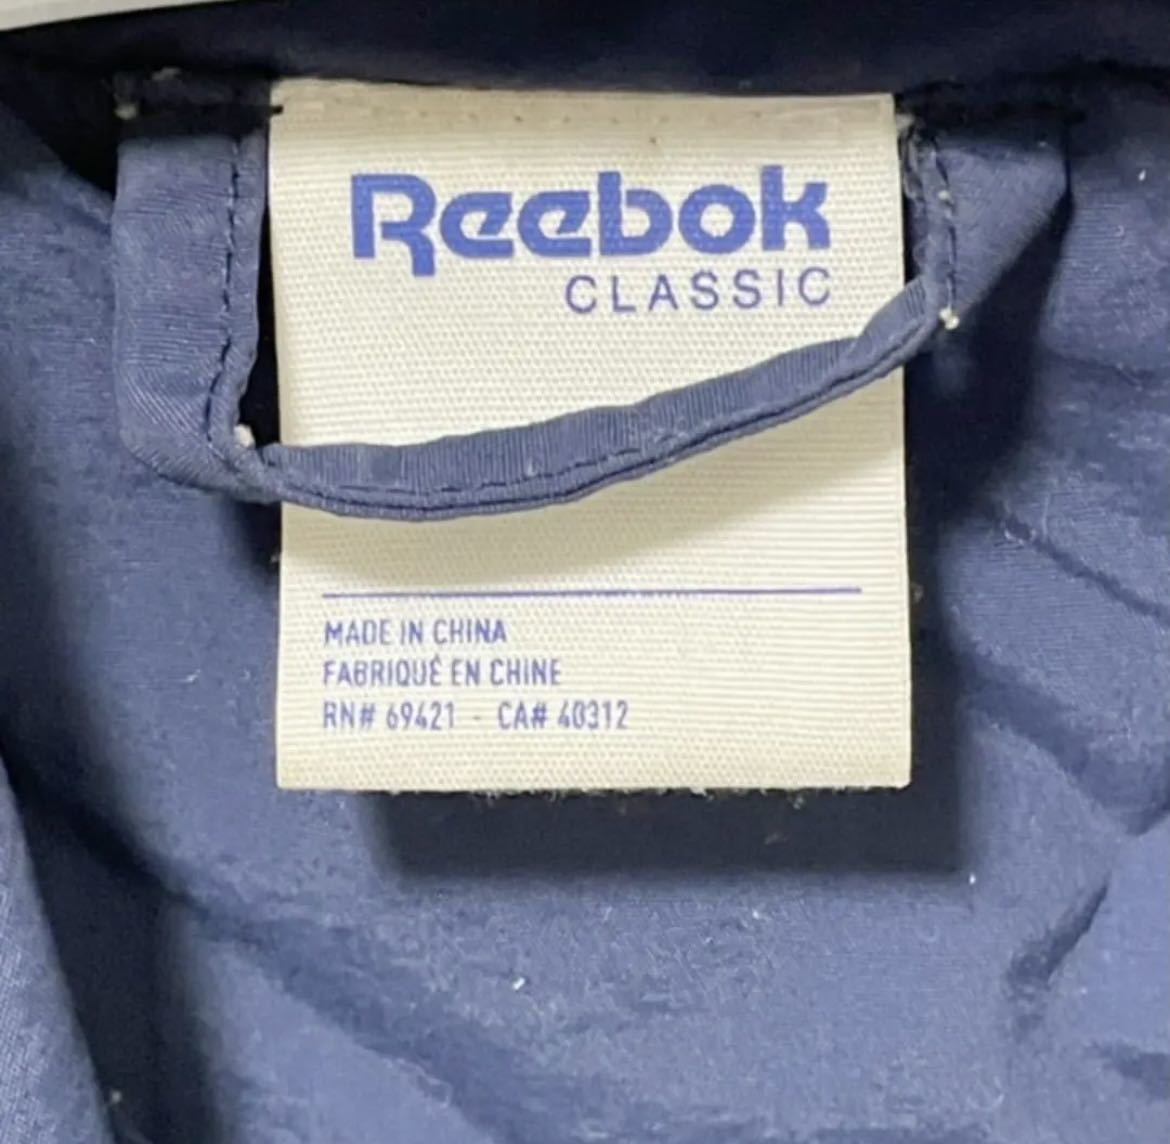 Reebok
CLASSIC
MADE IN CHINA
FABRIQUÉ EN CHINE
RN# 69421 - CA# 40312